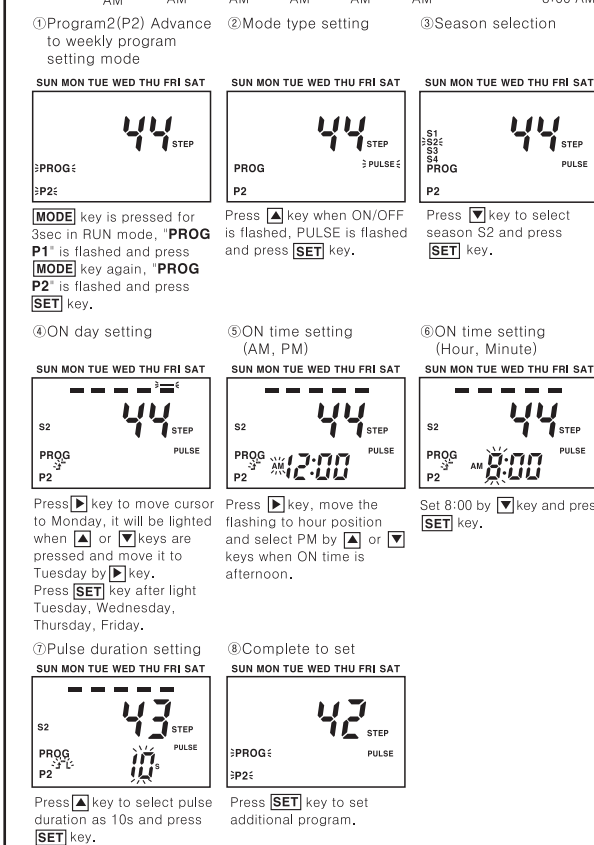 AM AM AM AM AM 8:00 AM
①Program2(P2) Advance
to weekly program
setting mode
SUN MON TUE WED THU FRI SAT
44 STEP
PROG
P2
MODE key is pressed for
3sec in RUN mode, "PROG
P1" is flashed and press
MODE key again, "PROG
P2" is flashed and press
SET key.
②Mode type setting
SUN MON TUE WED THU FRI SAT
44 STEP
PROG PULSE
P2
Press ▲ key when ON/OFF
is flashed, PULSE is flashed
and press SET key.
③Season selection
SUN MON TUE WED THU FRI SAT
S1
S2
S3
S4
44 STEP
PROG PULSE
P2
Press ▼ key to select
season S2 and press
SET key.
④ON day setting
SUN MON TUE WED THU FRI SAT
S2 44 STEP
PROG PULSE
P2
Press ▶ key to move cursor
to Monday, it will be lighted
when ▲ or ▼ keys are
pressed and move it to
Tuesday by ▶ key.
Press SET key after light
Tuesday, Wednesday,
Thursday, Friday.
⑤ON time setting
(AM, PM)
SUN MON TUE WED THU FRI SAT
S2 44 STEP
PROG PULSE
P2 AM 12:00
Press ▶ key, move the
flashing to hour position
and select PM by ▲ or ▼
keys when ON time is
afternoon.
⑥ON time setting
(Hour, Minute)
SUN MON TUE WED THU FRI SAT
S2 44 STEP
PROG PULSE
P2 AM 8:00
Set 8:00 by ▼ key and pres
SET key.
⑦Pulse duration setting
SUN MON TUE WED THU FRI SAT
S2 43 STEP
PROG PULSE
P2 10s
Press ▲ key to select pulse
duration as 10s and press
SET key.
⑧Complete to set
SUN MON TUE WED THU FRI SAT
42 STEP
PROG PULSE
P2
Press SET key to set
additional program.